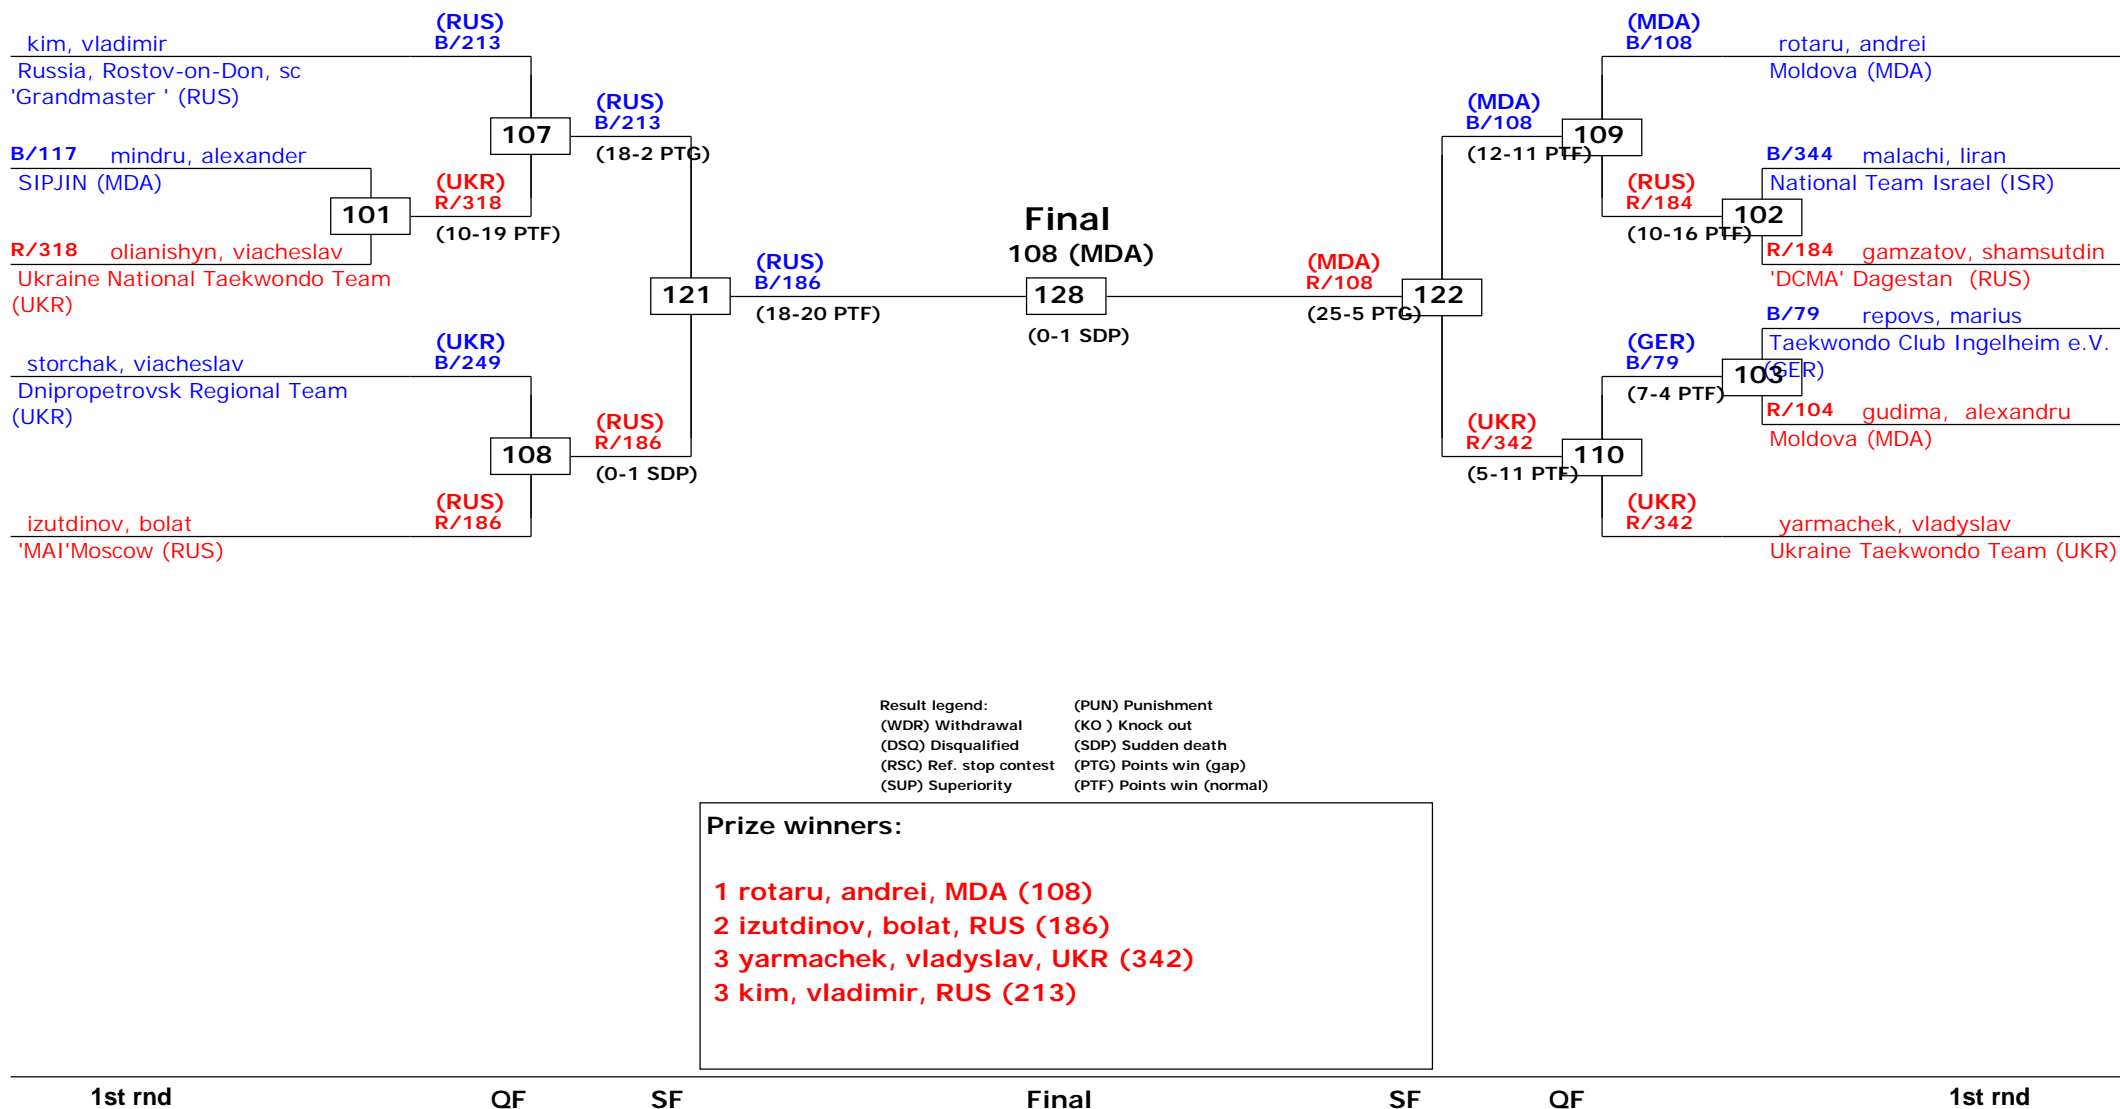 (RUS)
B/213
kim, vladimir
Russia, Rostov-on-Don, sc
'Grandmaster ' (RUS)
107
(RUS)
B/213
(18-2 PTG)
B/117 mindru, alexander
SIPJIN (MDA)
101
(UKR)
R/318
(10-19 PTF)
R/318 olianishyn, viacheslav
Ukraine National Taekwondo Team
(UKR)
121
(RUS)
B/186
(18-20 PTF)
(UKR)
B/249
storchak, viacheslav
Dnipropetrovsk Regional Team
(UKR)
108
(RUS)
R/186
(0-1 SDP)
(RUS)
R/186
izutdinov, bolat
'MAI'Moscow (RUS)
Final
108 (MDA)
128
(0-1 SDP)
(MDA)
R/108
(25-5 PTG)
122
(MDA)
B/108
(12-11 PTF)
109
(MDA)
B/108
rotaru, andrei
Moldova (MDA)
(RUS)
R/184
(10-16 PTF)
102
B/344 malachi, liran
National Team Israel (ISR)
R/184 gamzatov, shamsutdin
'DCMA' Dagestan (RUS)
B/79 repovs, marius
Taekwondo Club Ingelheim e.V.
(GER)
103
(GER)
B/79
(7-4 PTF)
R/104 gudima, alexandru
Moldova (MDA)
(UKR)
R/342
(5-11 PTF)
110
(UKR)
R/342
yarmachek, vladyslav
Ukraine Taekwondo Team (UKR)
Result legend: (PUN) Punishment
(WDR) Withdrawal (KO ) Knock out
(DSQ) Disqualified (SDP) Sudden death
(RSC) Ref. stop contest (PTG) Points win (gap)
(SUP) Superiority (PTF) Points win (normal)
Prize winners:
1 rotaru, andrei, MDA (108)
2 izutdinov, bolat, RUS (186)
3 yarmachek, vladyslav, UKR (342)
3 kim, vladimir, RUS (213)
1st rnd QF SF Final SF QF 1st rnd